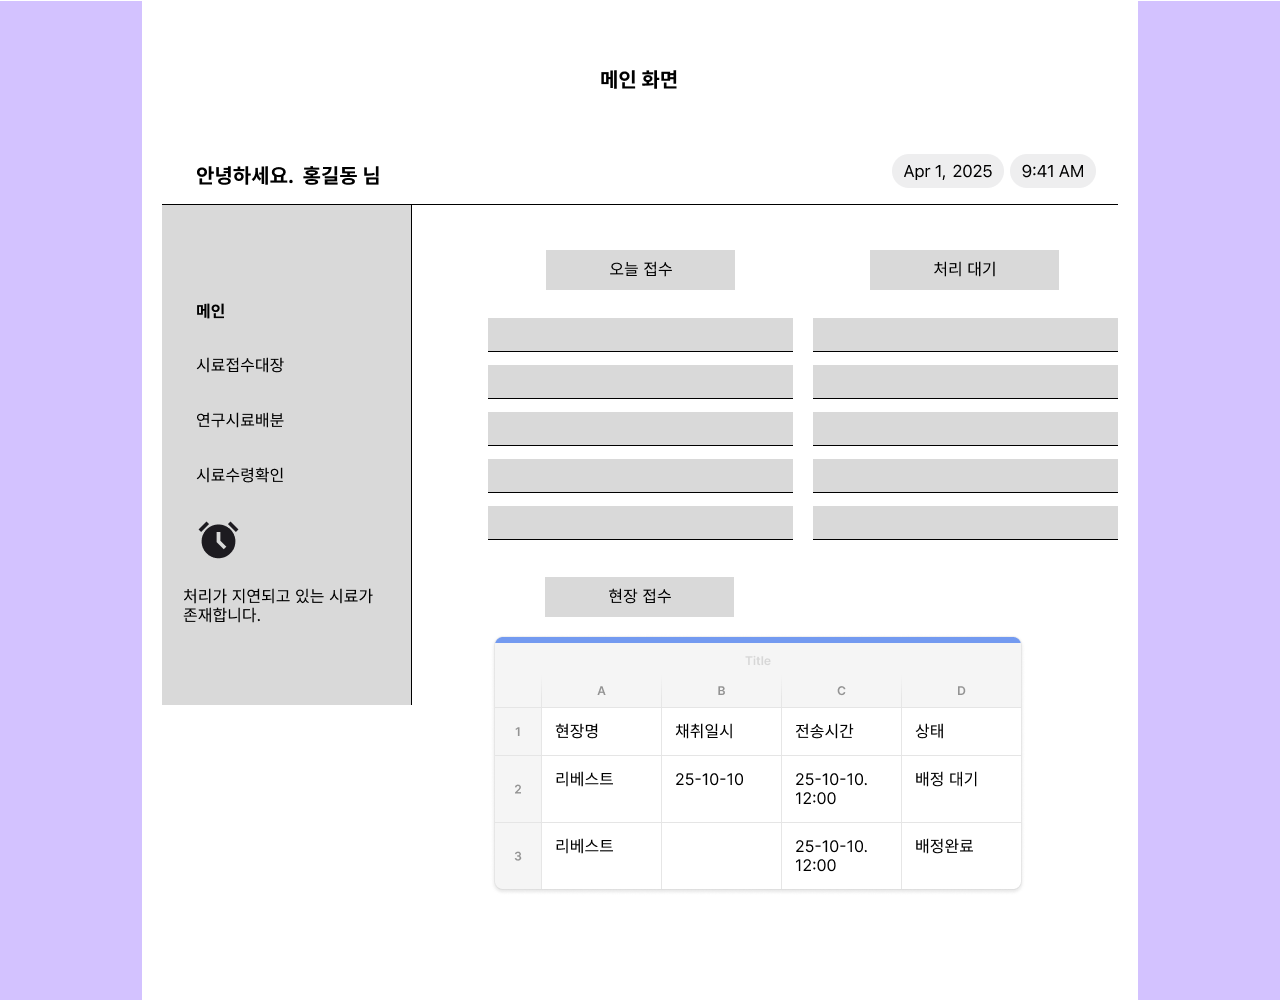 메인 화면
안녕하세요. 홍길동 님
Apr 1, 2025 9:41 AM
메인
시료접수대장
연구시료배분
시료수령확인
처리가 지연되고 있는 시료가
존재합니다.
오늘 접수
처리 대기
현장 접수
Title
A B C D
1 현장명 채취일시 전송시간 상태
2 리베스트 25-10-10 25-10-10. 배정 대기
12:00
3 리베스트 25-10-10. 배정완료
12:00